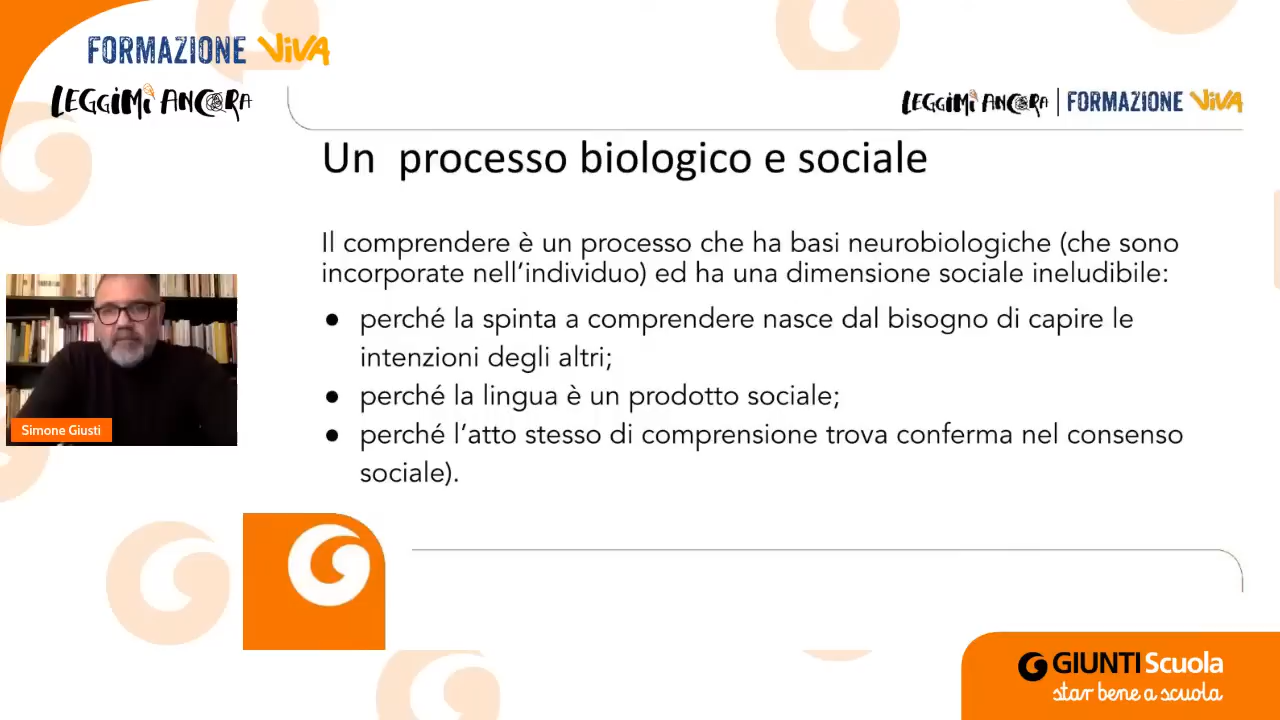 FORMAZIONE VIVA
LEGGIMI ANCORA
LEGGIMI ANCORA | FORMAZIONE VIVA
Un processo biologico e sociale
Il comprendere è un processo che ha basi neurobiologiche (che sono
incorporate nell’individuo) ed ha una dimensione sociale ineludibile:
● perché la spinta a comprendere nasce dal bisogno di capire le
intenzioni degli altri;
● perché la lingua è un prodotto sociale;
● perché l’atto stesso di comprensione trova conferma nel consenso
sociale).
Simone Giusti
GIUNTI Scuola
star bene a scuola